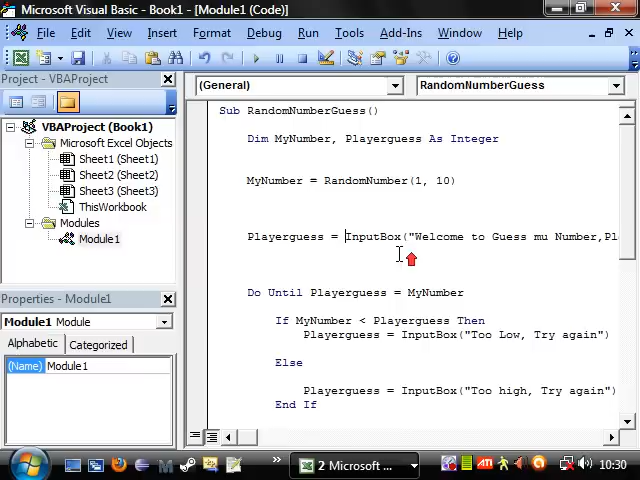 Microsoft Visual Basic - Book1 - [Module1 (Code)]
File Edit View Insert Format Debug Run Tools Add-Ins Window Help
Project - VBAProject
VBAProject (Book1)
Microsoft Excel Objects
Sheet1 (Sheet1)
Sheet2 (Sheet2)
Sheet3 (Sheet3)
ThisWorkbook
Modules
Module1
Properties - Module1
Module1 Module
Alphabetic Categorized
(Name) Module1
(General) RandomNumberGuess
Sub RandomNumberGuess()
Dim MyNumber, Playerguess As Integer
MyNumber = RandomNumber(1, 10)
Playerguess = InputBox("Welcome to Guess mu Number,Pl
Do Until Playerguess = MyNumber
If MyNumber < Playerguess Then
Playerguess = InputBox("Too Low, Try again")
Else
Playerguess = InputBox("Too high, Try again")
End If
2 Microsoft ...
ATI
10:30